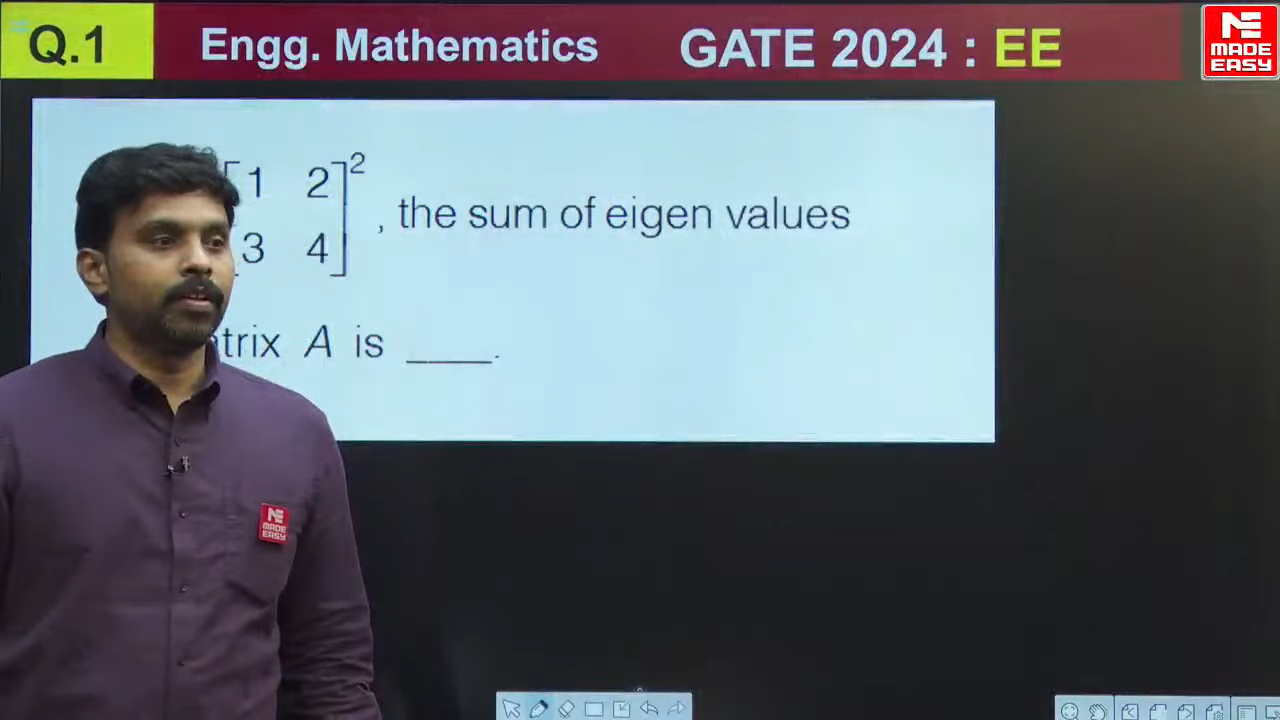 Q.1
Engg. Mathematics
GATE 2024 : EE
MADE
EASY
[1 2]²
[3 4]
, the sum of eigen values
A is ____.
MADE
EASY